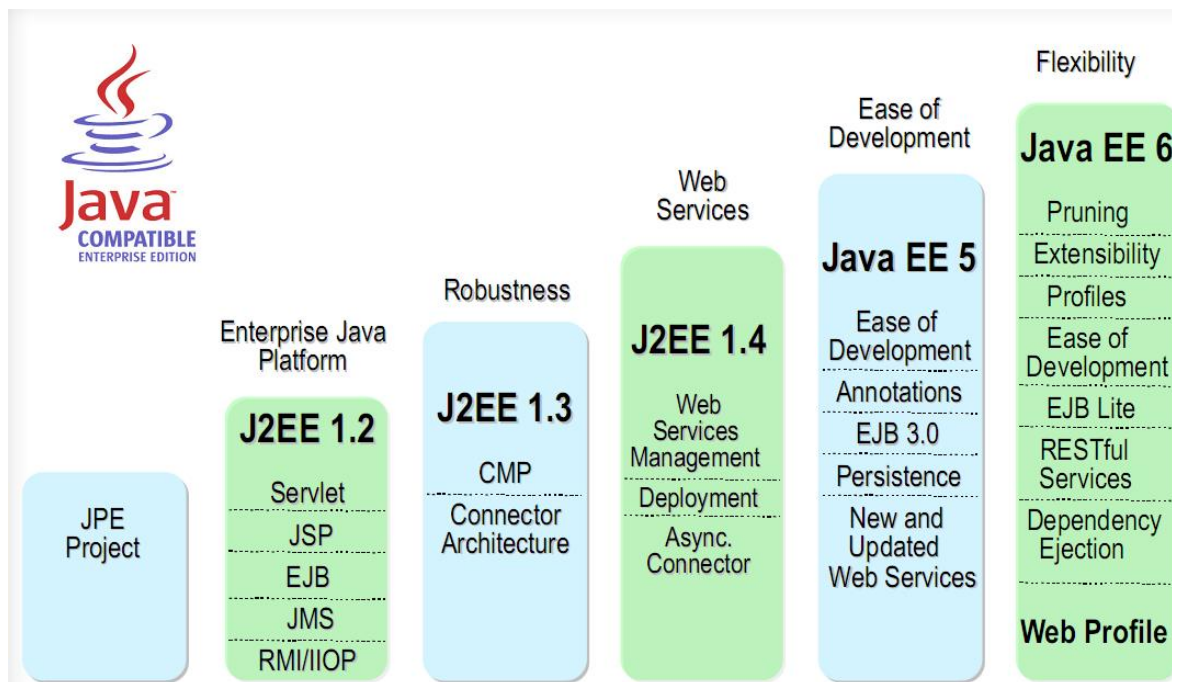 Java™
COMPATIBLE
ENTERPRISE EDITION
JPE
Project
Enterprise Java
Platform
J2EE 1.2
Servlet
JSP
EJB
JMS
RMI/IIOP
Robustness
J2EE 1.3
CMP
Connector
Architecture
Web
Services
J2EE 1.4
Web
Services
Management
Deployment
Async.
Connector
Ease of
Development
Java EE 5
Ease of
Development
Annotations
EJB 3.0
Persistence
New and
Updated
Web Services
Flexibility
Java EE 6
Pruning
Extensibility
Profiles
Ease of
Development
EJB Lite
RESTful
Services
Dependency
Ejection
Web Profile